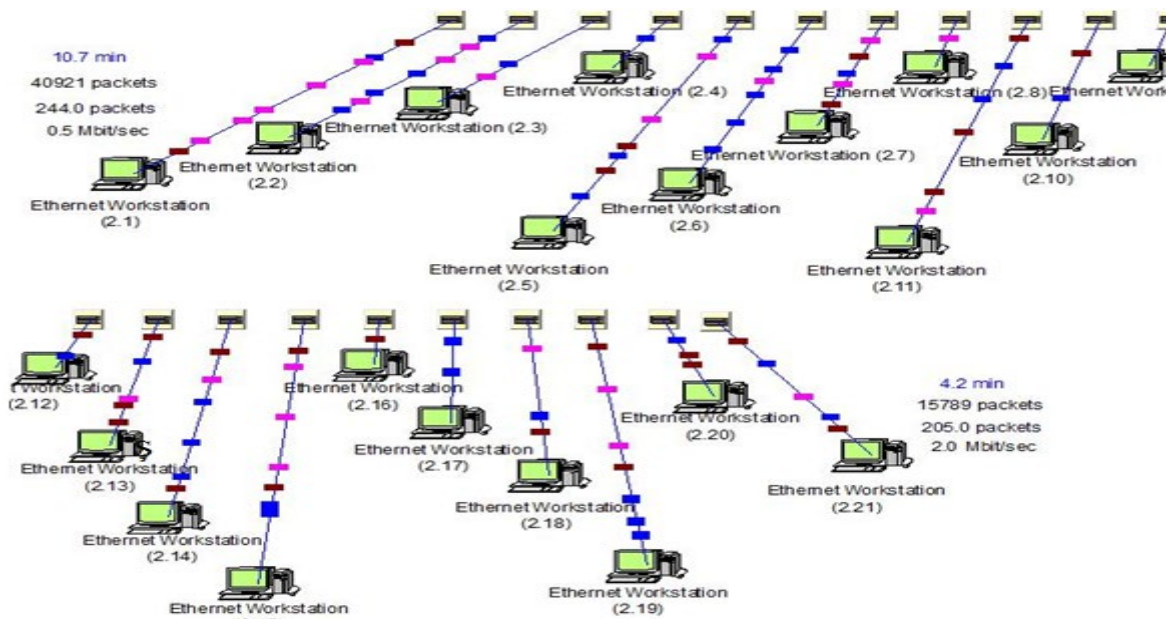 10.7 min
40921 packets
244.0 packets
0.5 Mbit/sec
Ethernet Workstation
(2.1)
Ethernet Workstation
(2.2)
Ethernet Workstation (2.3)
Ethernet Workstation (2.4)
Ethernet Workstation
(2.5)
Ethernet Workstation
(2.6)
Ethernet Workstation (2.7)
Ethernet Workstation (2.8)
Ethernet Work
Ethernet Workstation
(2.10)
Ethernet Workstation
(2.11)
t Workstation
(2.12)
Ethernet Workstation
(2.13)
Ethernet Workstation
(2.14)
Ethernet Workstation
Ethernet Workstation
(2.16)
Ethernet Workstation
(2.17)
Ethernet Workstation
(2.18)
Ethernet Workstation
(2.19)
Ethernet Workstation
(2.20)
Ethernet Workstation
(2.21)
4.2 min
15789 packets
205.0 packets
2.0 Mbit/sec